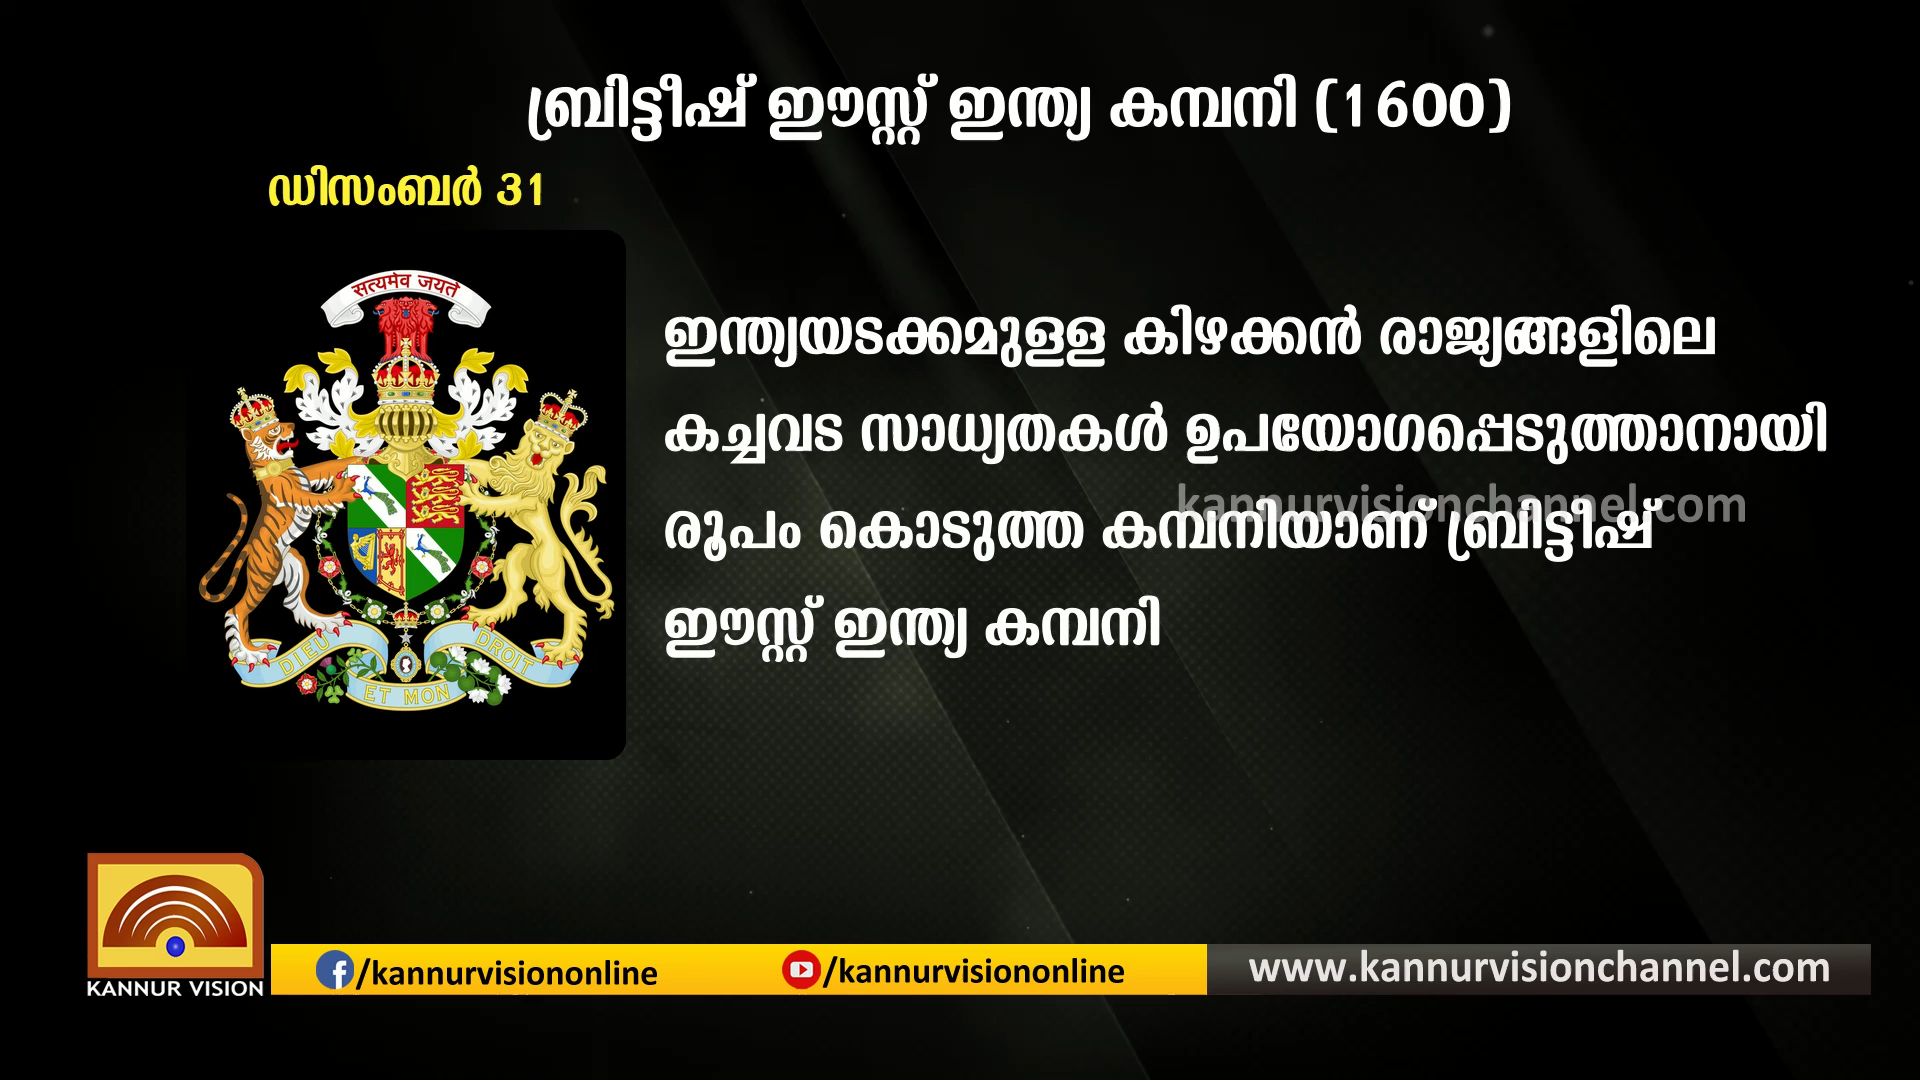 ബ്രിട്ടീഷ് ഈസ്റ്റ് ഇന്ത്യ കമ്പനി (1600)
ഡിസംബർ 31
सत्यमेव जयते
ഇന്ത്യയടക്കമുളള കിഴക്കൻ രാജ്യങ്ങളിലെ
കച്ചവട സാധ്യതകൾ ഉപയോഗപ്പെടുത്താനായി
kannurvisionchannel.com
രൂപം കൊടുത്ത കമ്പനിയാണ് ബ്രിട്ടീഷ്
ഈസ്റ്റ് ഇന്ത്യ കമ്പനി
DIEU ET MON DROIT
KANNUR VISION
/kannurvisiononline
/kannurvisiononline
www.kannurvisionchannel.com